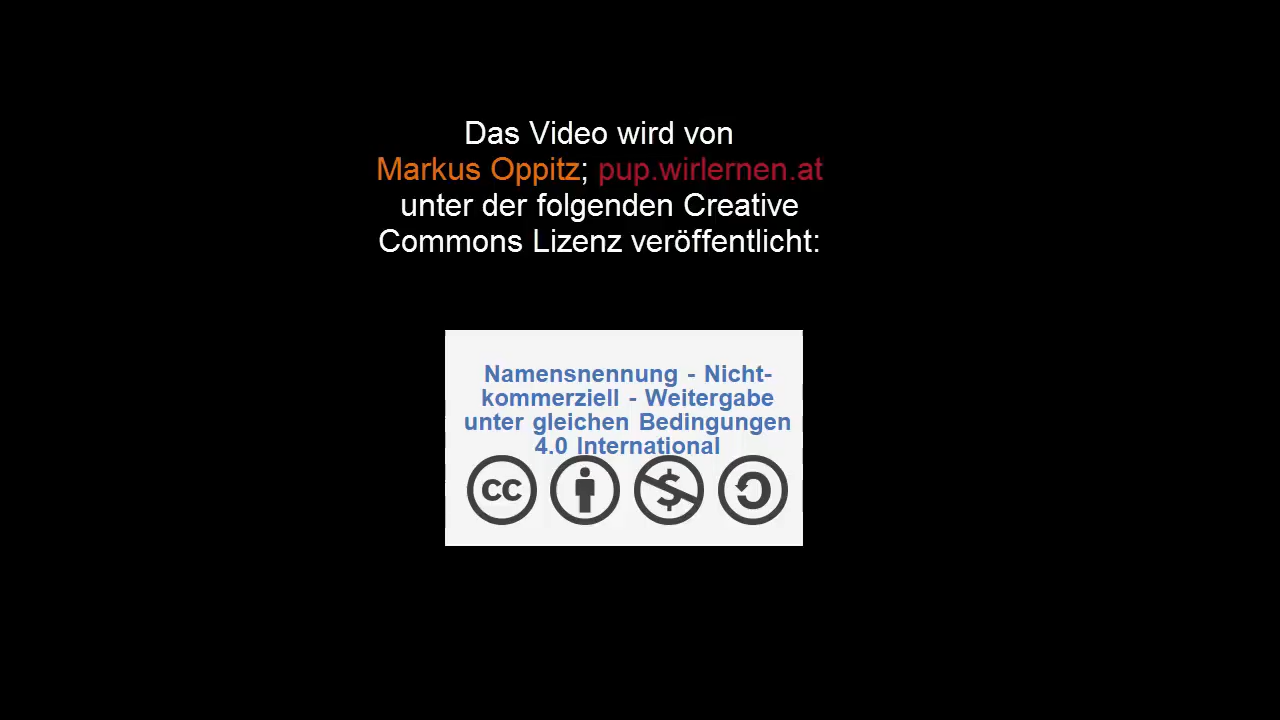 Das Video wird von
Markus Oppitz; pup.wirlernen.at
unter der folgenden Creative
Commons Lizenz veröffentlicht:
Namensnennung - Nicht-
kommerziell - Weitergabe
unter gleichen Bedingungen
4.0 International
cc